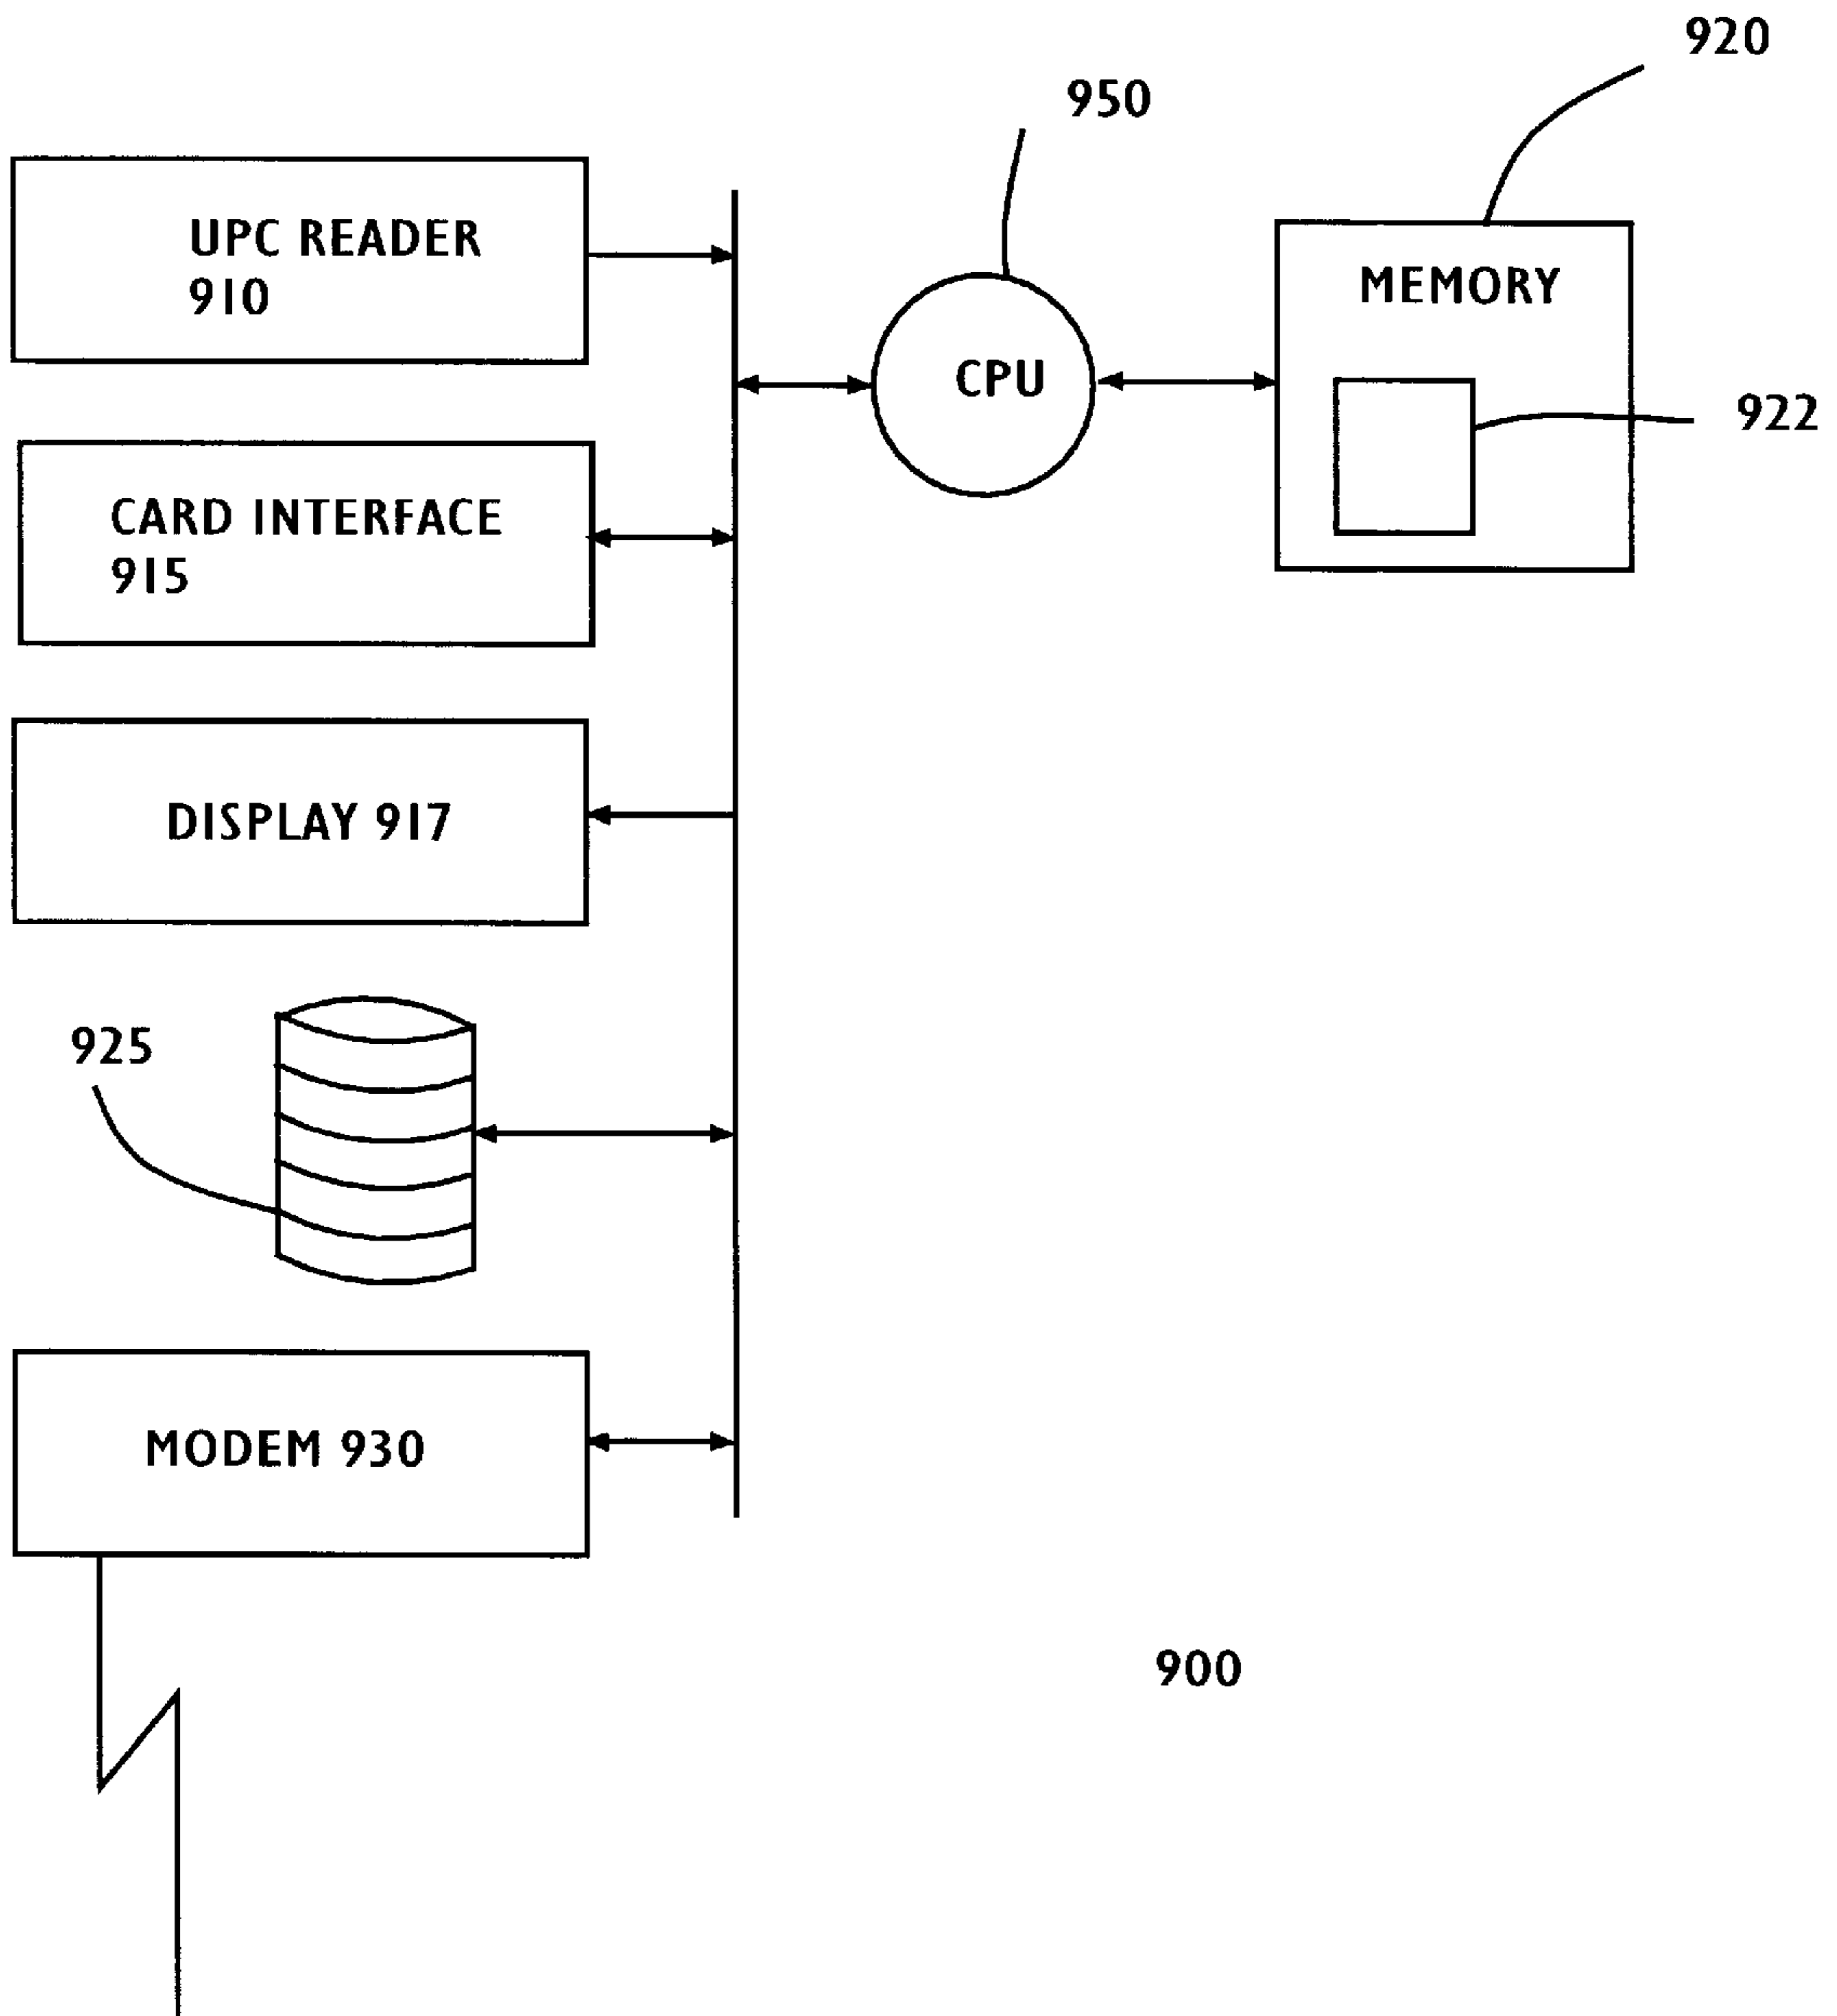 920
950
UPC READER
910
MEMORY
CPU
922
CARD INTERFACE
915
DISPLAY 917
925
MODEM 930
900